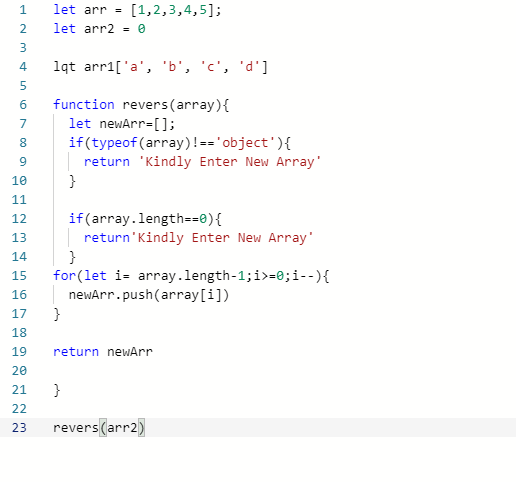 1 let arr = [1,2,3,4,5];
2 let arr2 = 0
3
4 lqt arr1['a', 'b', 'c', 'd']
5
6 function revers(array){
7 let newArr=[];
8 if(typeof(array)!=='object'){
9 return 'Kindly Enter New Array'
10 }
11
12 if(array.length==0){
13 return'Kindly Enter New Array'
14 }
15 for(let i= array.length-1;i>=0;i--){
16 newArr.push(array[i])
17 }
18
19 return newArr
20
21 }
22
23 revers(arr2)